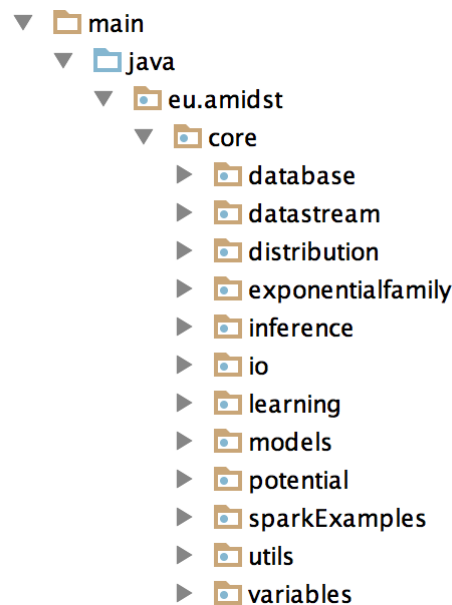 main
java
eu.amidst
core
database
datastream
distribution
exponentialfamily
inference
io
learning
models
potential
sparkExamples
utils
variables